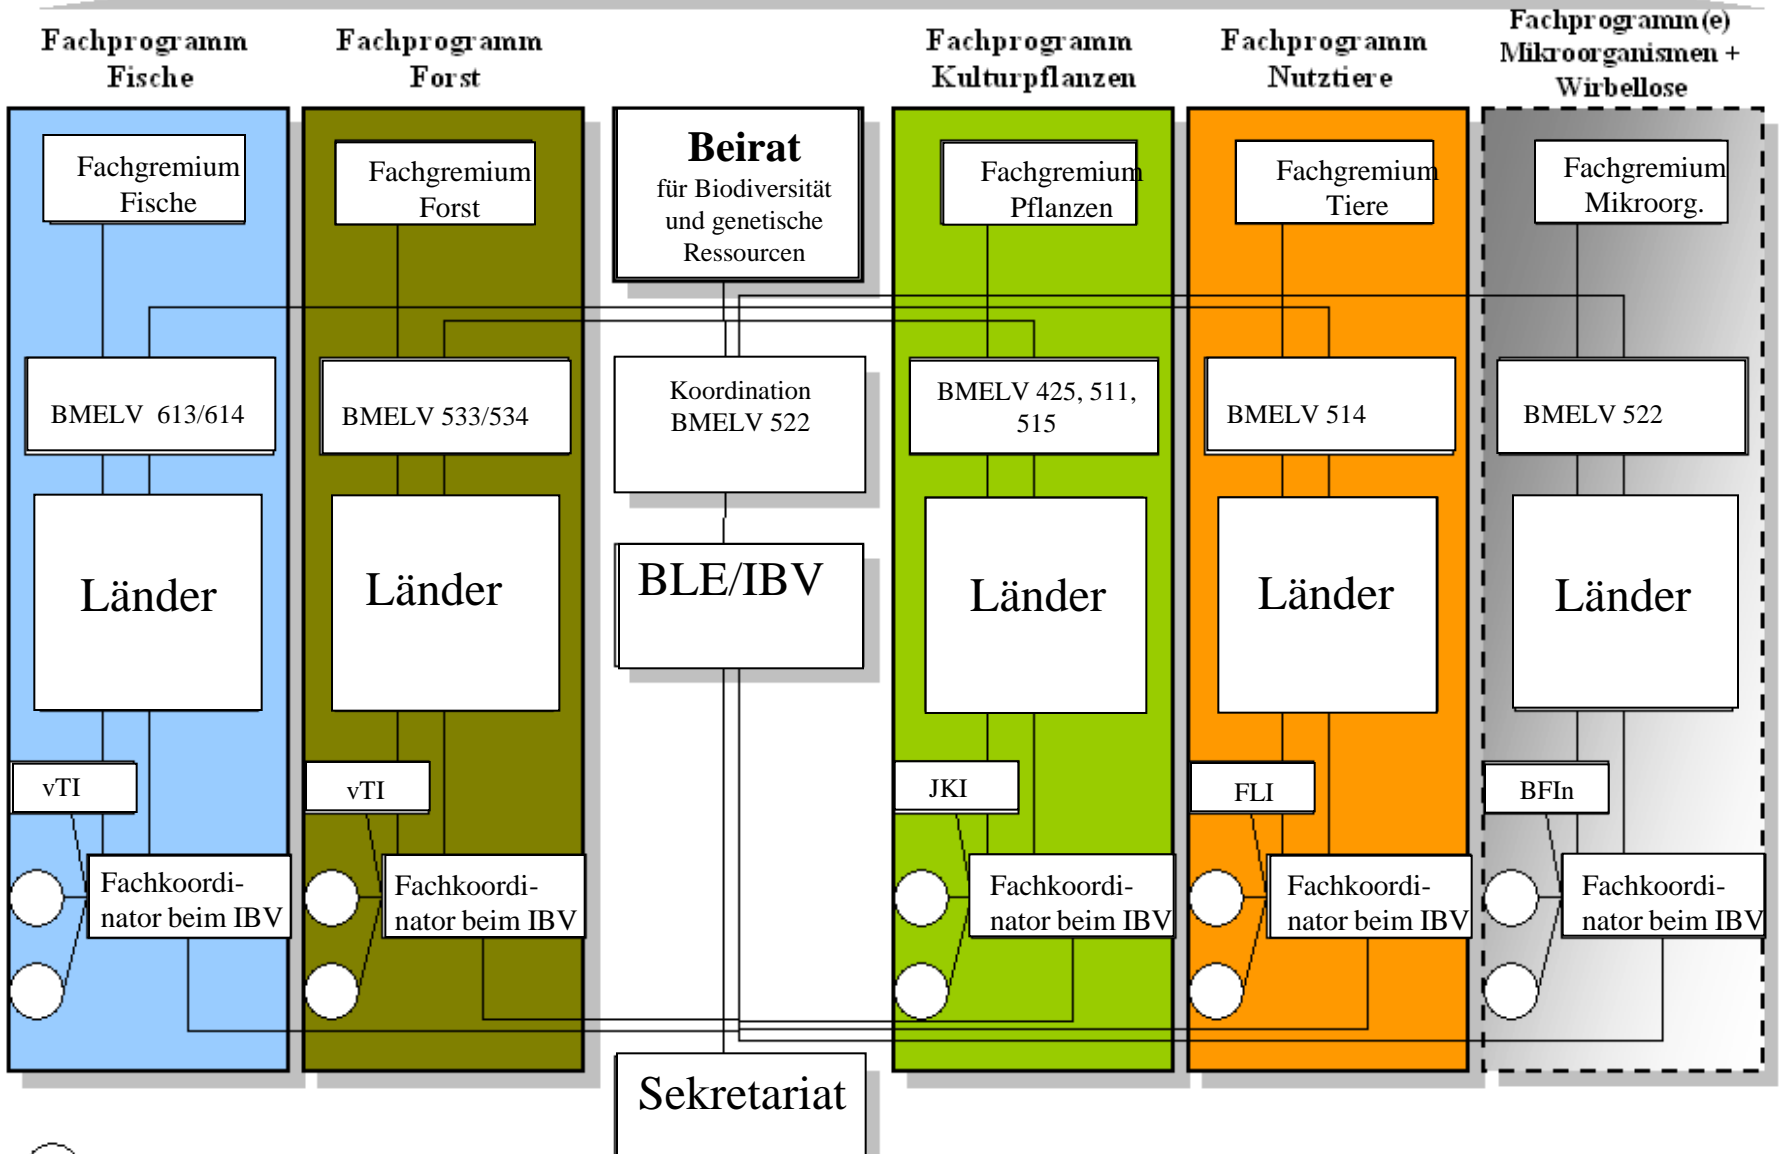 Fachprogramm
Fische
Fachprogramm
Forst
Fachprogramm
Kulturpflanzen
Fachprogramm
Nutztiere
Fachprogramm(e)
Mikroorganismen +
Wirbellose
Fachgremium
Fische
Fachgremium
Forst
Beirat
für Biodiversität
und genetische
Ressourcen
Fachgremium
Pflanzen
Fachgremium
Tiere
Fachgremium
Mikroorg.
BMELV 613/614
BMELV 533/534
Koordination
BMELV 522
BMELV 425, 511,
515
BMELV 514
BMELV 522
Länder
Länder
BLE/IBV
Länder
Länder
Länder
vTI
vTI
JKI
FLI
BFIn
Fachkoordi-
nator beim IBV
Fachkoordi-
nator beim IBV
Fachkoordi-
nator beim IBV
Fachkoordi-
nator beim IBV
Fachkoordi-
nator beim IBV
Sekretariat